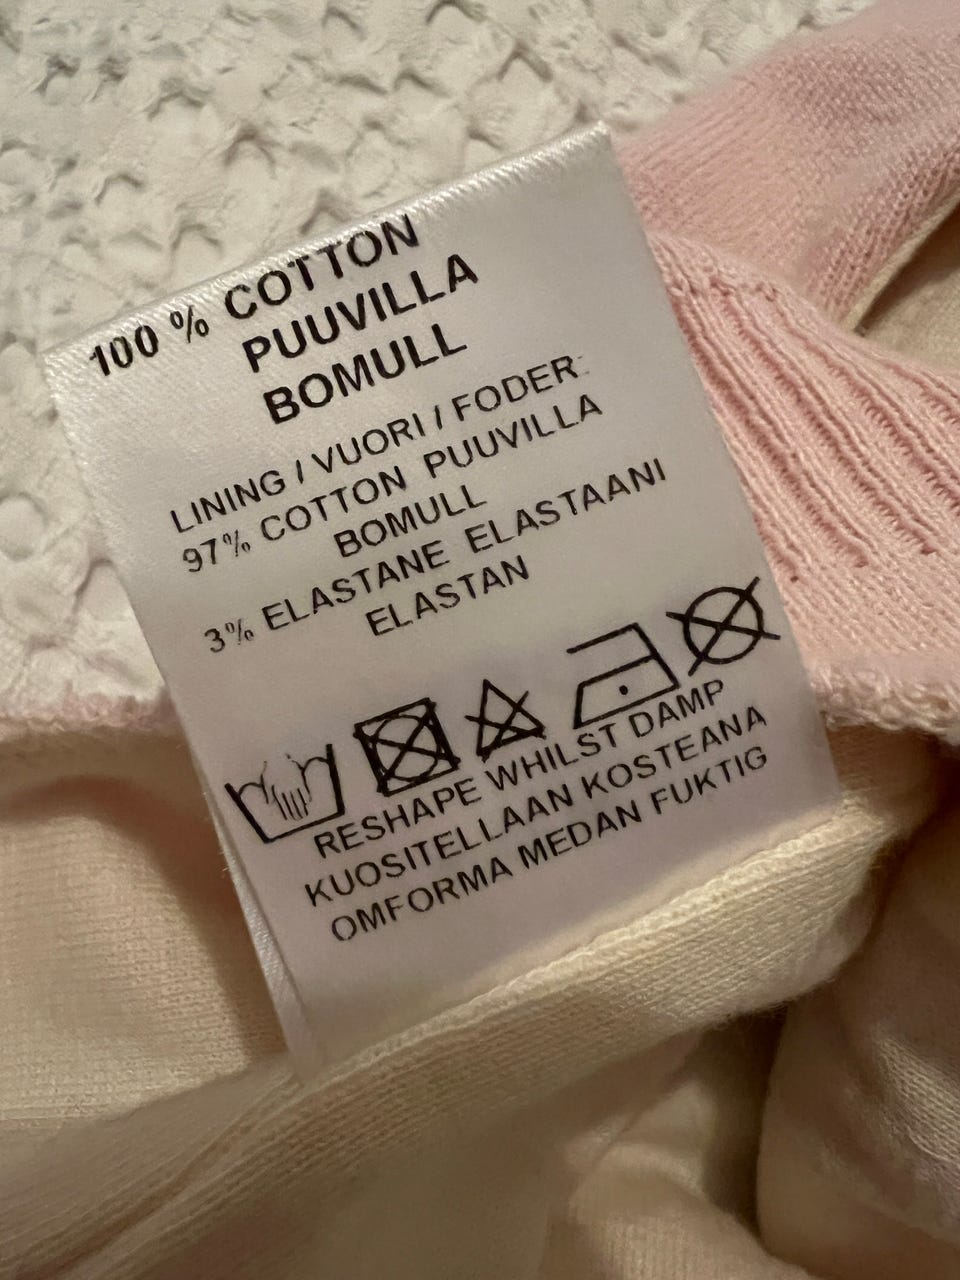 100 % COTTON
PUUVILLA
BOMULL
LINING / VUORI / FODER:
97% COTTON PUUVILLA
BOMULL
3% ELASTANE ELASTAANI
ELASTAN
RESHAPE WHILST DAMP
KUOSITELLAAN KOSTEANA
OMFORMA MEDAN FUKTIG